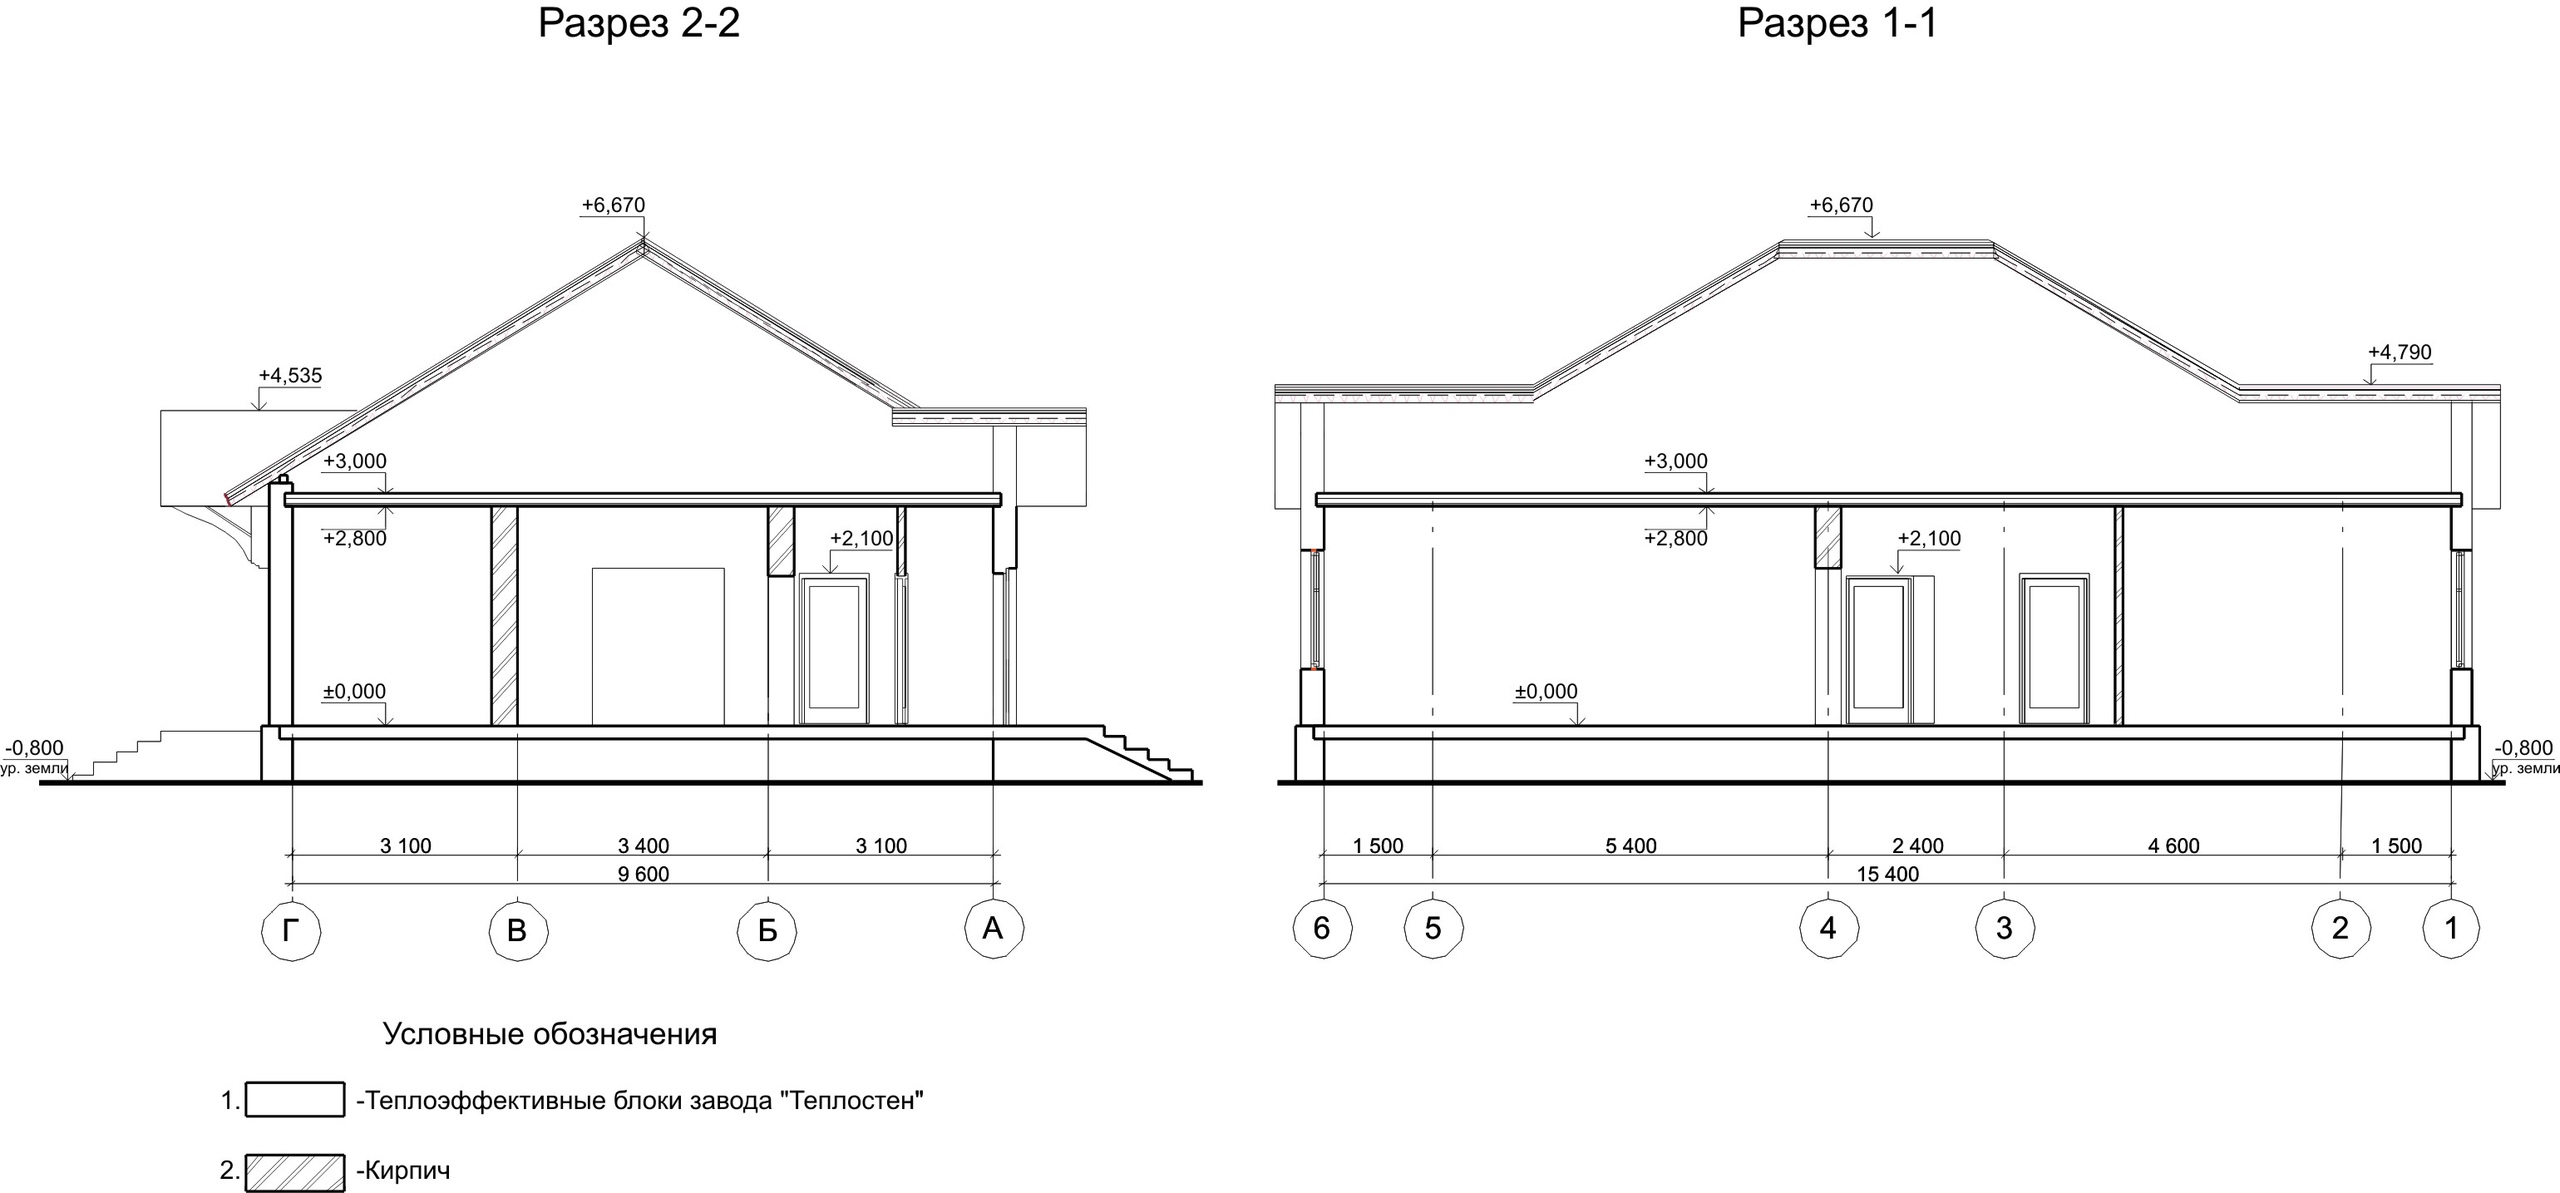 Разрез 2-2
Разрез 1-1
+6,670
+4,535
+3,000
+2,800
+2,100
±0,000
-0,800
ур. земли
3 100
3 400
3 100
9 600
Г
В
Б
А
+6,670
+4,790
+3,000
+2,800
+2,100
±0,000
-0,800
ур. земли
1 500
5 400
2 400
4 600
1 500
15 400
6
5
4
3
2
1
Условные обозначения
1. -Теплоэффективные блоки завода "Теплостен"
2. -Кирпич